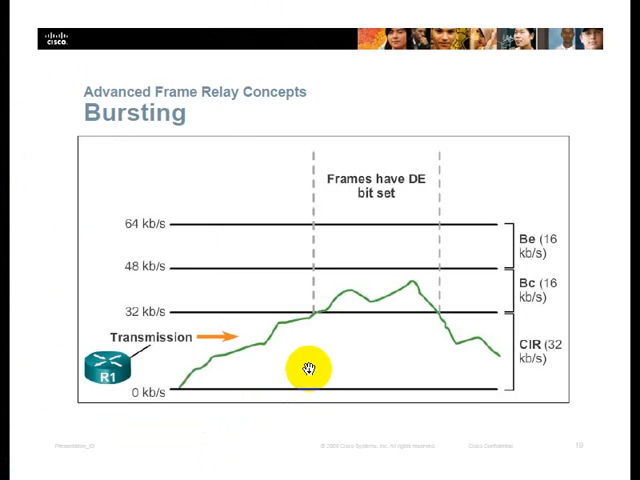 CISCO.
Advanced Frame Relay Concepts
Bursting
Frames have DE
bit set
64 kb/s
Be (16
kb/s)
48 kb/s
Bc (16
kb/s)
32 kb/s
Transmission
CIR (32
kb/s)
R1
0 kb/s
Presentation_ID
Cisco Systems, Inc. All rights reserved.
Cisco Confidential